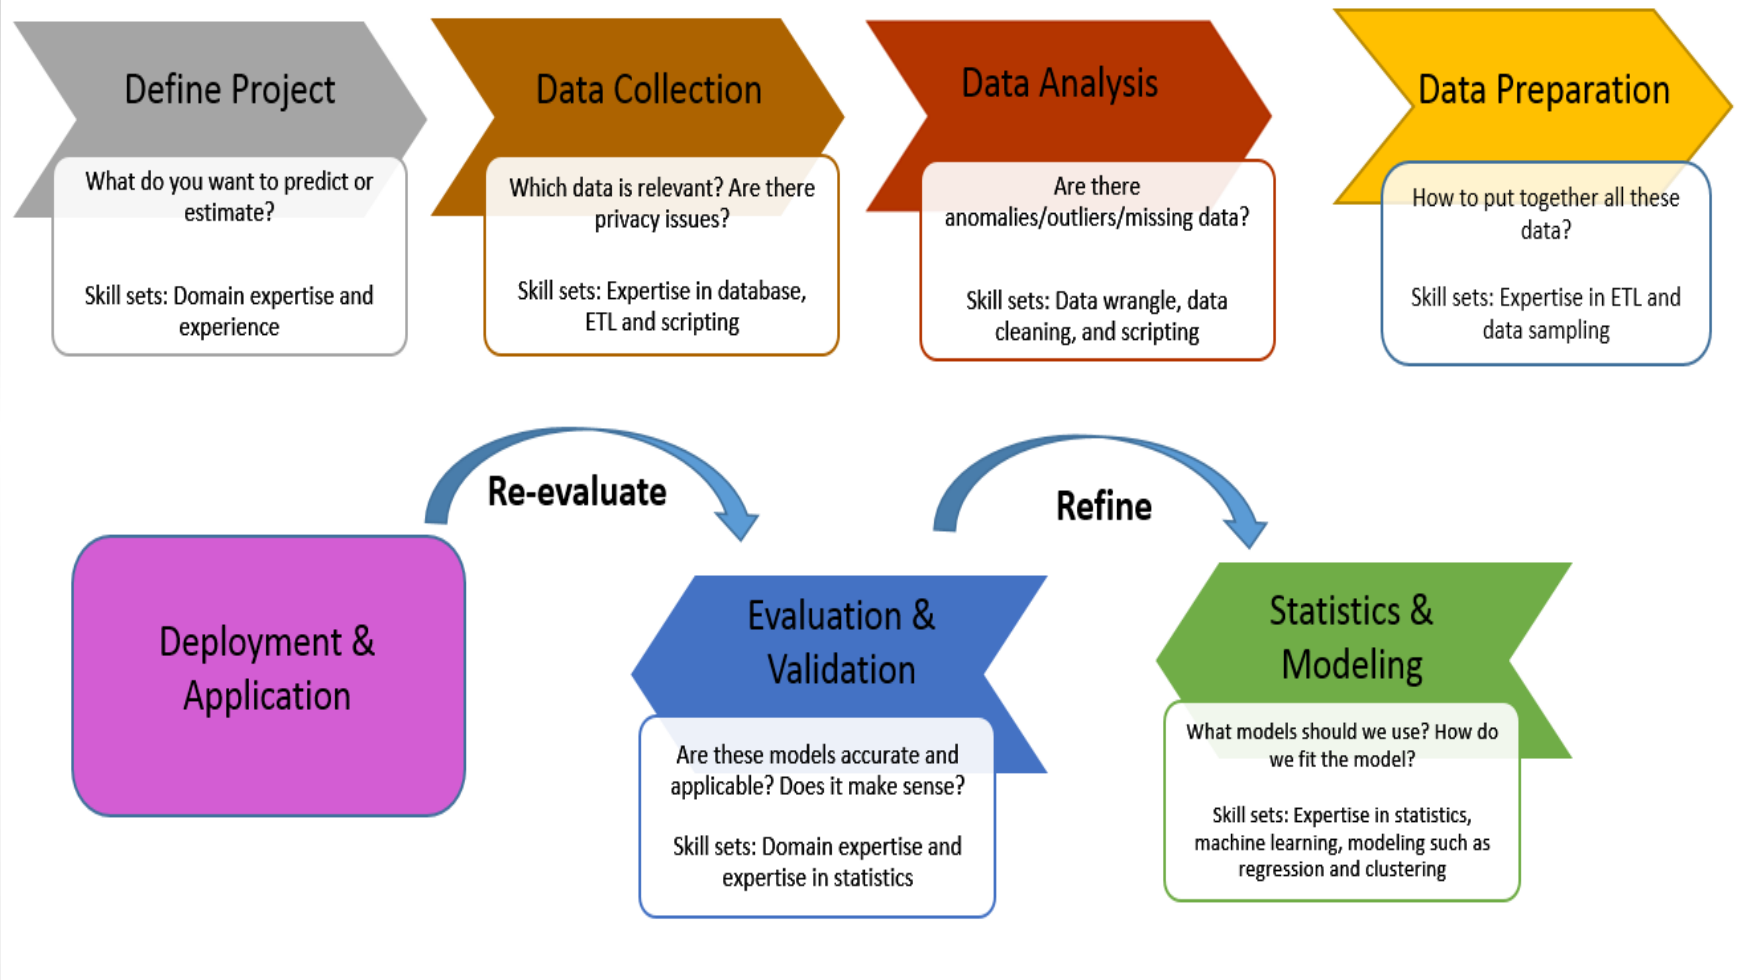 Define Project
What do you want to predict or
estimate?
Skill sets: Domain expertise and
experience
Data Collection
Which data is relevant? Are there
privacy issues?
Skill sets: Expertise in database,
ETL and scripting
Data Analysis
Are there
anomalies/outliers/missing data?
Skill sets: Data wrangle, data
cleaning, and scripting
Data Preparation
How to put together all these
data?
Skill sets: Expertise in ETL and
data sampling
Re-evaluate
Refine
Deployment &
Application
Evaluation &
Validation
Are these models accurate and
applicable? Does it make sense?
Skill sets: Domain expertise and
expertise in statistics
Statistics &
Modeling
What models should we use? How do
we fit the model?
Skill sets: Expertise in statistics,
machine learning, modeling such as
regression and clustering